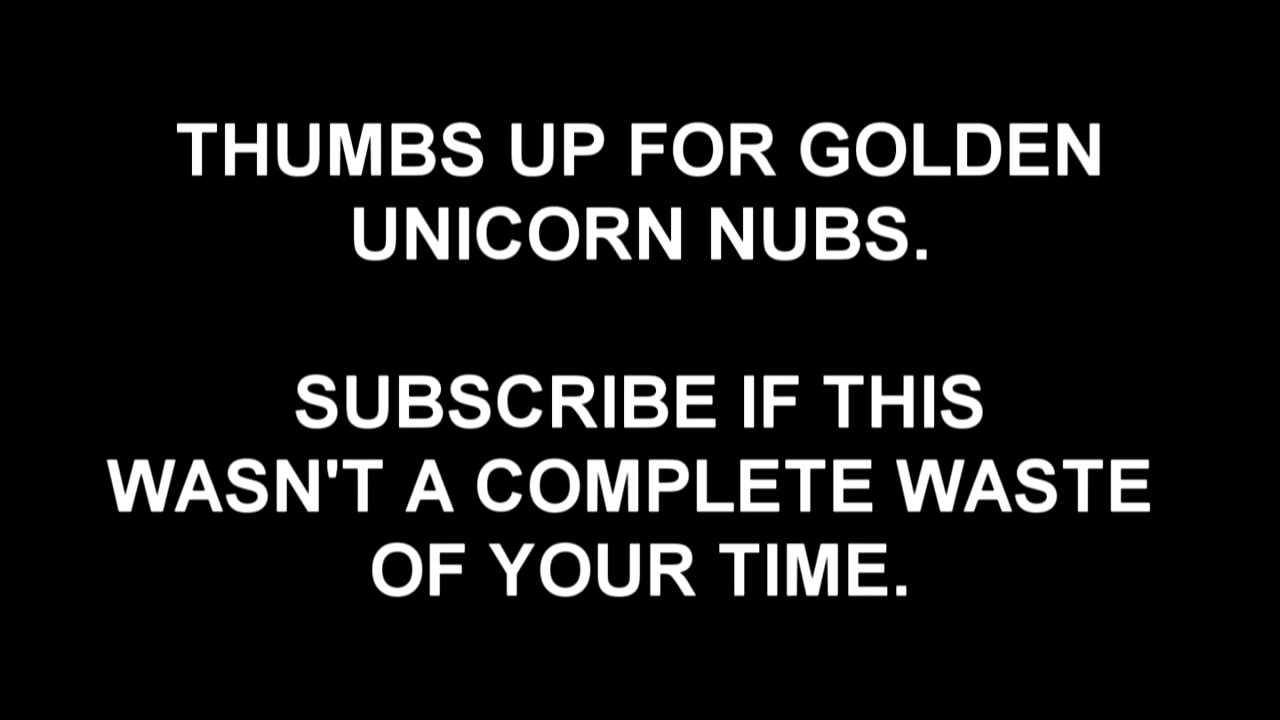 THUMBS UP FOR GOLDEN
UNICORN NUBS.
SUBSCRIBE IF THIS
WASN'T A COMPLETE WASTE
OF YOUR TIME.